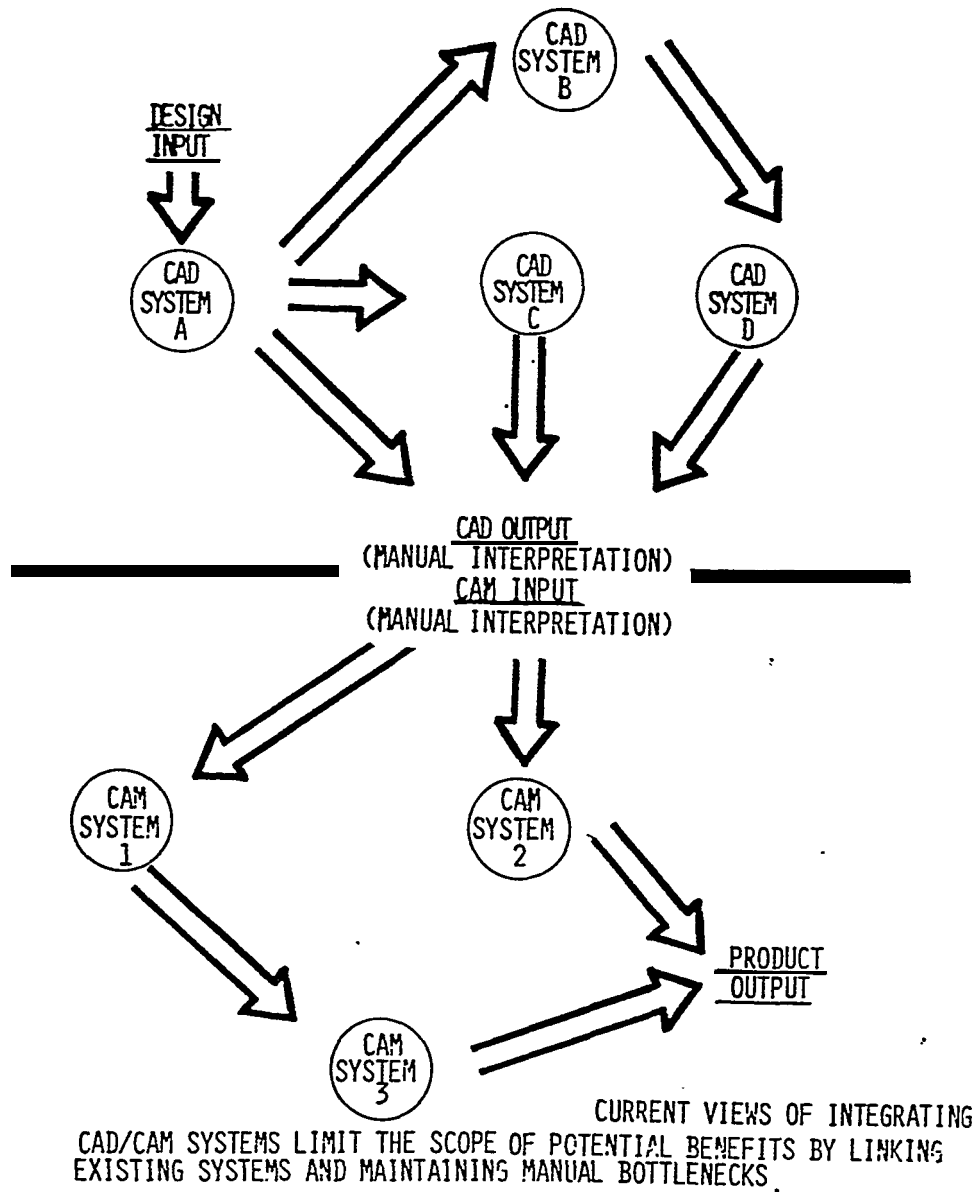 CAD
SYSTEM
B
DESIGN
INPUT
CAD
SYSTEM
A
CAD
SYSTEM
C
CAD
SYSTEM
D
CAD OUTPUT
(MANUAL INTERPRETATION)
CAM INPUT
(MANUAL INTERPRETATION)
CAM
SYSTEM
1
CAM
SYSTEM
2
PRODUCT
OUTPUT
CAM
SYSTEM
3
CURRENT VIEWS OF INTEGRATING
CAD/CAM SYSTEMS LIMIT THE SCOPE OF POTENTIAL BENEFITS BY LINKING
EXISTING SYSTEMS AND MAINTAINING MANUAL BOTTLENECKS.